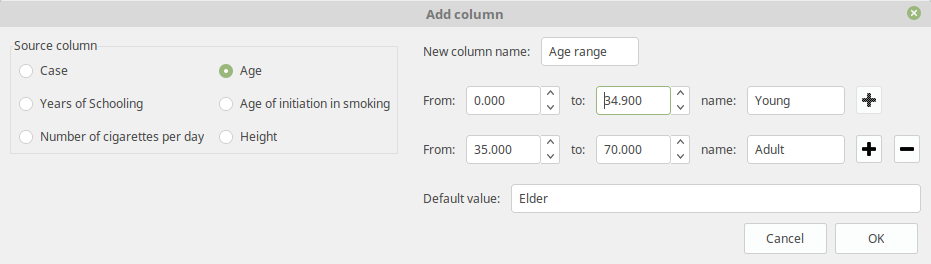 Add column
Source column
Case
Age
Years of Schooling
Age of initiation in smoking
Number of cigarettes per day
Height
New column name: Age range
From: 0.000 to: 34.900 name: Young
From: 35.000 to: 70.000 name: Adult
Default value: Elder
Cancel OK